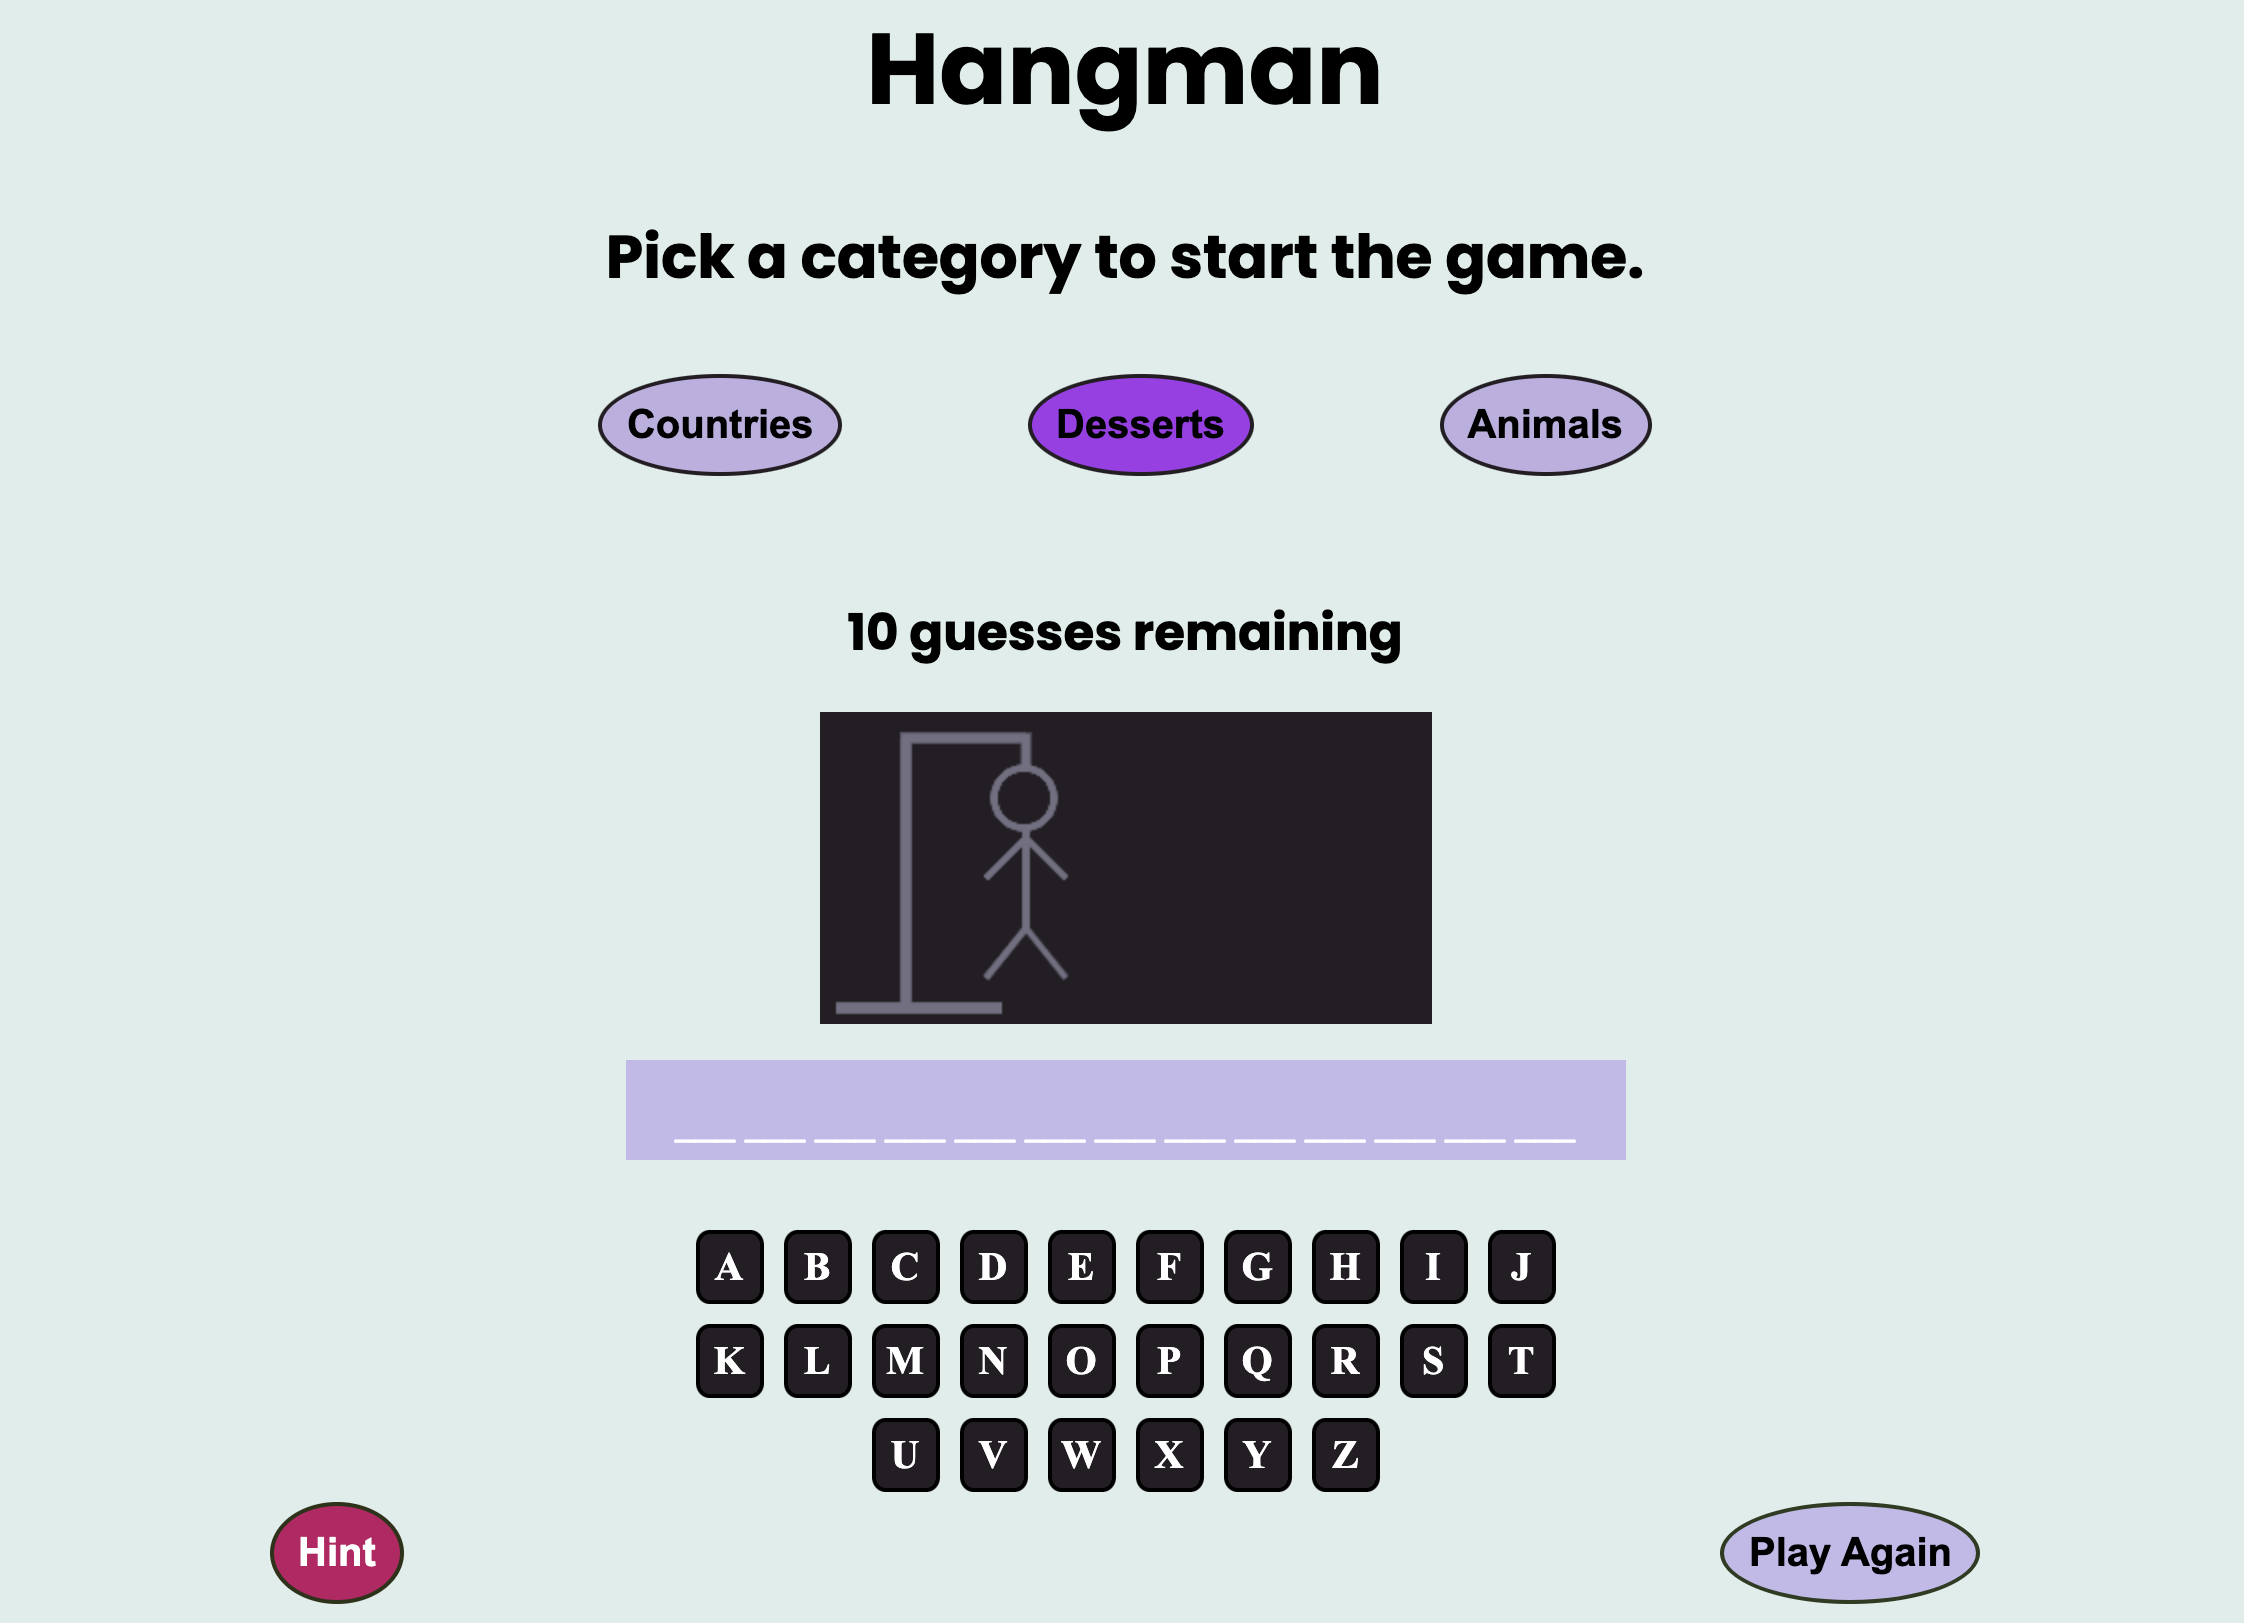 Hangman
Pick a category to start the game.
Countries Desserts Animals
10 guesses remaining
_ _ _ _ _ _ _ _ _ _ _ _ _
A B C D E F G H I J
K L M N O P Q R S T
U V W X Y Z
Hint Play Again